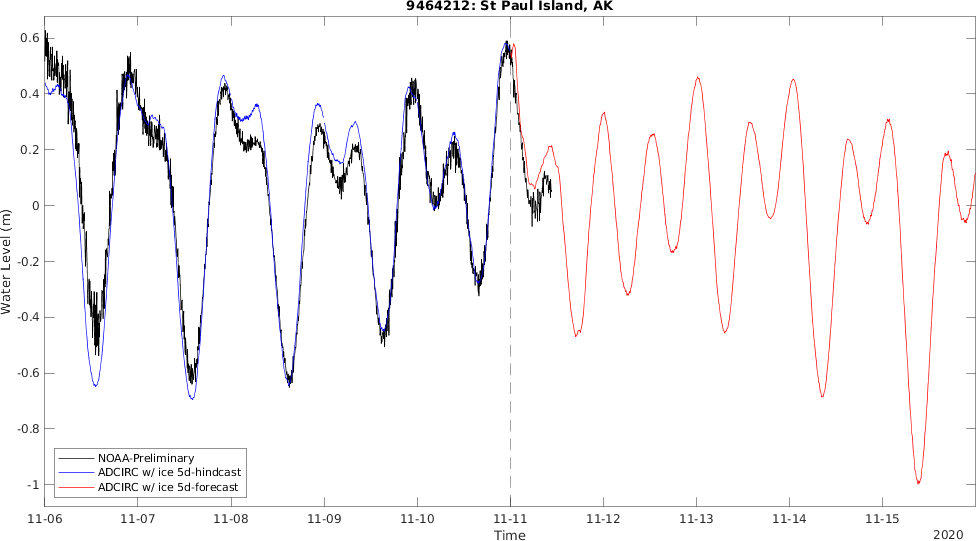 9464212: St Paul Island, AK
0.6
0.4
0.2
0
-0.2
-0.4
-0.6
-0.8
-1
Water Level (m)
NOAA-Preliminary
ADCIRC w/ ice 5d-hindcast
ADCIRC w/ ice 5d-forecast
11-06 11-07 11-08 11-09 11-10 11-11 11-12 11-13 11-14 11-15
Time
2020